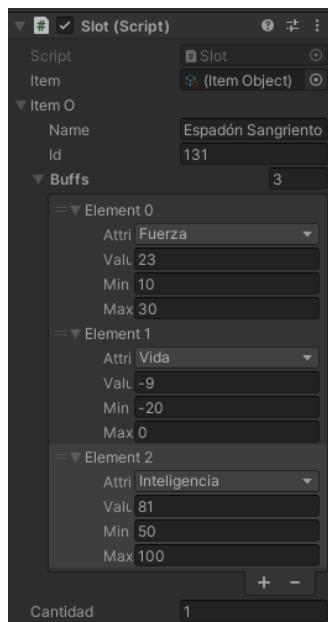 # Slot (Script)
Script Slot
Item (Item Object)
Item O
Name Espadón Sangriento
Id 131
Buffs 3
Element 0
Attri Fuerza
Valu 23
Min 10
Max 30
Element 1
Attri Vida
Valu -9
Min -20
Max 0
Element 2
Attri Inteligencia
Valu 81
Min 50
Max 100
+ -
Cantidad 1